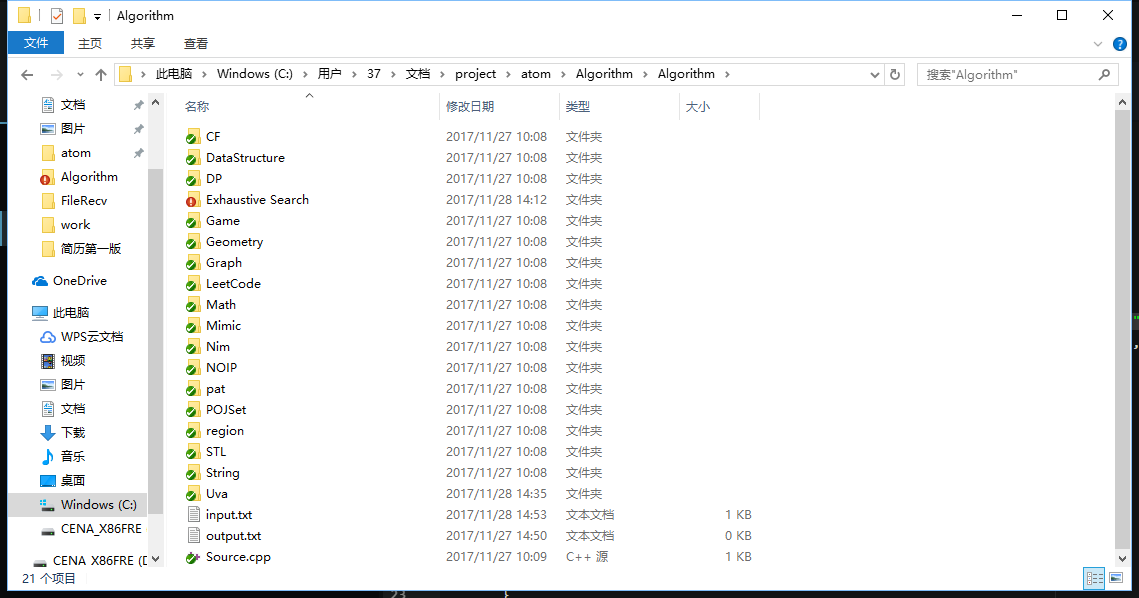 Algorithm
文件 主页 共享 查看
此电脑 Windows (C:) 用户 37 文档 project atom Algorithm Algorithm 搜索"Algorithm"
文档
图片
atom
Algorithm
FileRecv
work
简历第一版
OneDrive
此电脑
WPS云文档
视频
图片
文档
下载
音乐
桌面
Windows (C:)
CENA_X86FRE
CENA_X86FRE (D
名称 修改日期 类型 大小
CF 2017/11/27 10:08 文件夹
DataStructure 2017/11/27 10:08 文件夹
DP 2017/11/27 10:08 文件夹
Exhaustive Search 2017/11/28 14:12 文件夹
Game 2017/11/27 10:08 文件夹
Geometry 2017/11/27 10:08 文件夹
Graph 2017/11/27 10:08 文件夹
LeetCode 2017/11/27 10:08 文件夹
Math 2017/11/27 10:08 文件夹
Mimic 2017/11/27 10:08 文件夹
Nim 2017/11/27 10:08 文件夹
NOIP 2017/11/27 10:08 文件夹
pat 2017/11/27 10:08 文件夹
POJSet 2017/11/27 10:08 文件夹
region 2017/11/27 10:08 文件夹
STL 2017/11/27 10:08 文件夹
String 2017/11/27 10:08 文件夹
Uva 2017/11/28 14:35 文件夹
input.txt 2017/11/28 14:53 文本文档 1 KB
output.txt 2017/11/27 14:50 文本文档 0 KB
Source.cpp 2017/11/27 10:09 C++ 源 1 KB
21 个项目
23 }